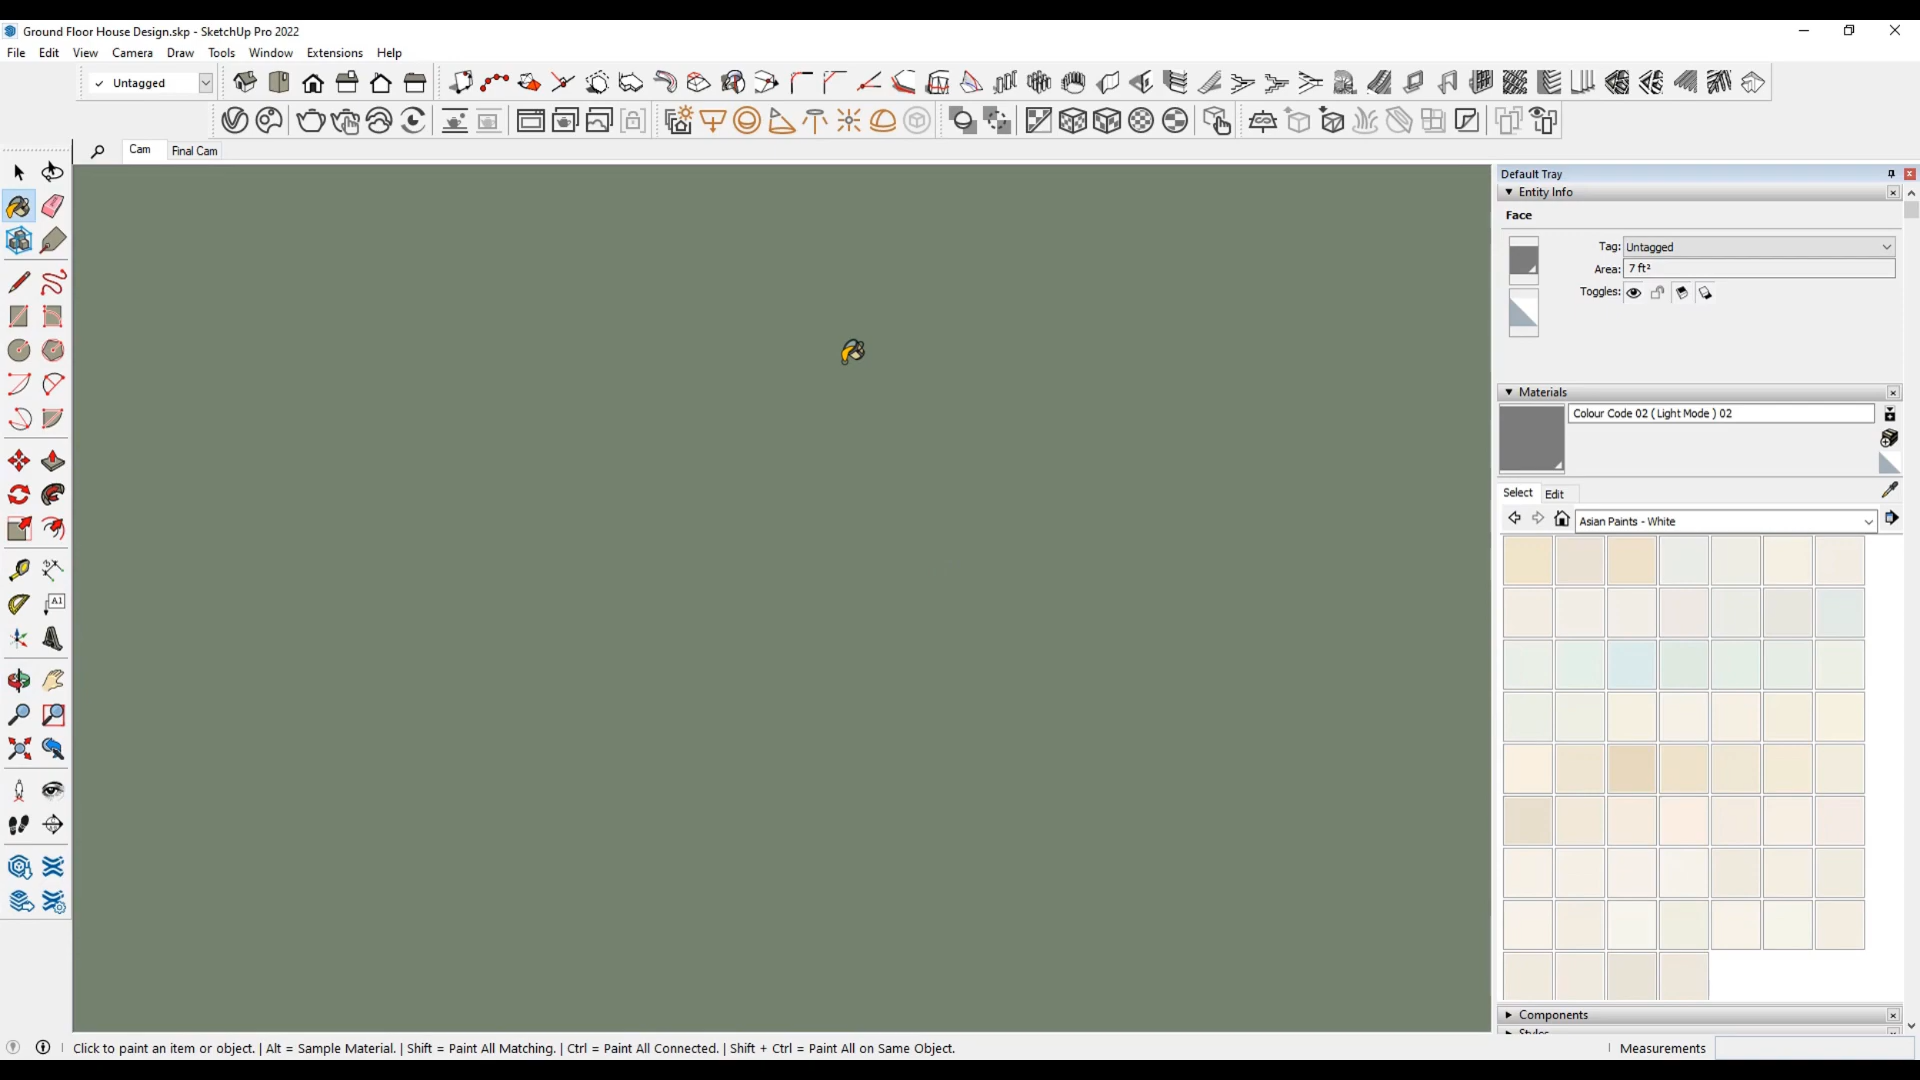 Ground Floor House Design.skp - SketchUp Pro 2022
File Edit View Camera Draw Tools Window Extensions Help
Untagged
Cam Final Cam
Default Tray
Entity Info
Face
Tag: Untagged
Area: 7 ft²
Toggles:
Materials
Colour Code 02 ( Light Mode ) 02
Select Edit
Asian Paints - White
A1
Components
Styles
Click to paint an item or object. | Alt = Sample Material. | Shift = Paint All Matching. | Ctrl = Paint All Connected. | Shift + Ctrl = Paint All on Same Object.
Measurements